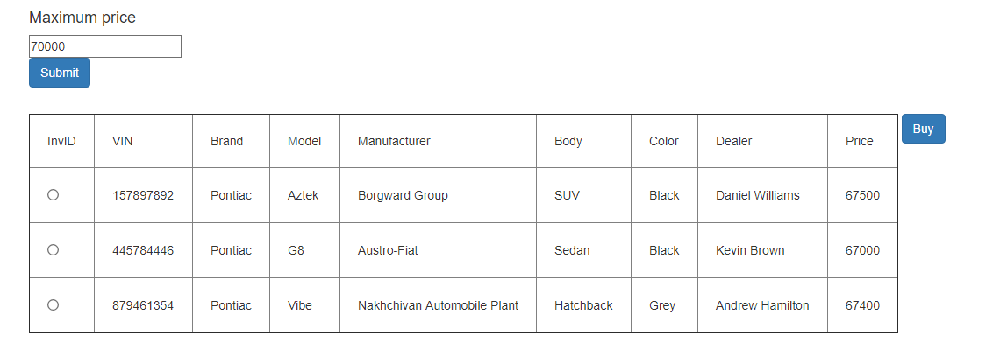 Maximum price
70000
Submit
InvID VIN Brand Model Manufacturer Body Color Dealer Price Buy
157897892 Pontiac Aztek Borgward Group SUV Black Daniel Williams 67500
445784446 Pontiac G8 Austro-Fiat Sedan Black Kevin Brown 67000
879461354 Pontiac Vibe Nakhchivan Automobile Plant Hatchback Grey Andrew Hamilton 67400